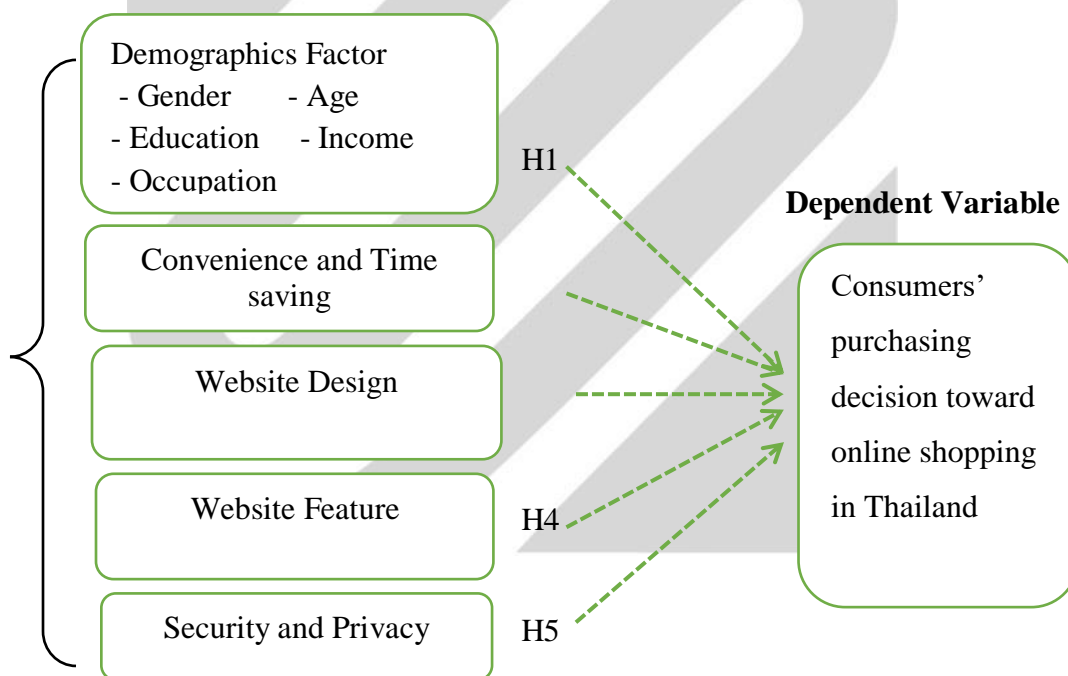 Demographics Factor
- Gender - Age
- Education - Income
- Occupation
H1
Convenience and Time
saving
Website Design
Website Feature
H4
Security and Privacy
H5
Dependent Variable
Consumers’
purchasing
decision toward
online shopping
in Thailand